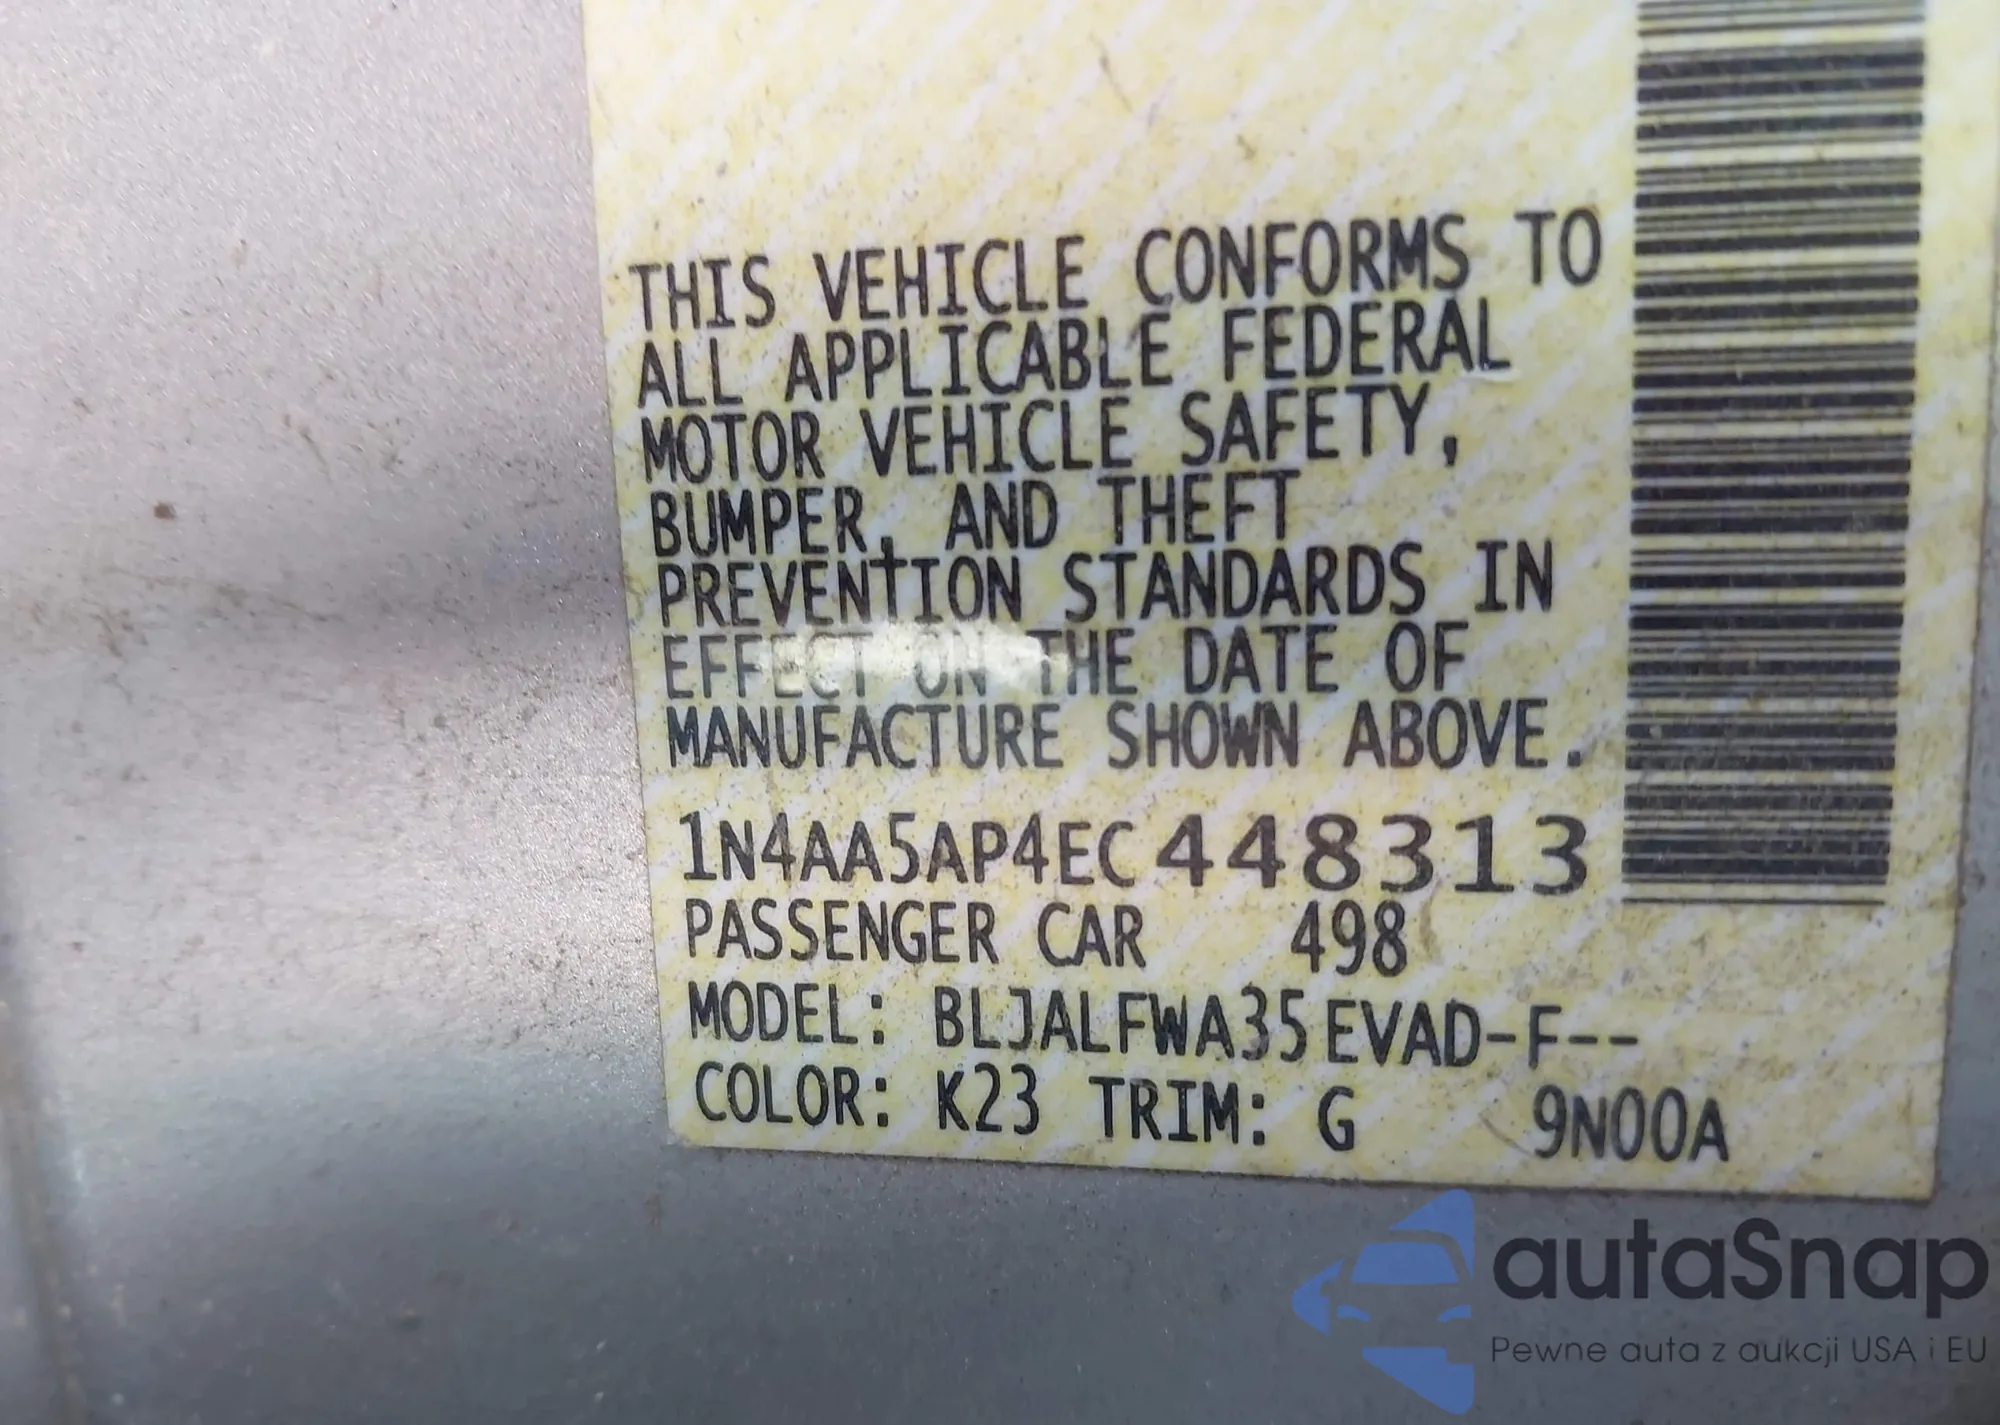 THIS VEHICLE CONFORMS TO
ALL APPLICABLE FEDERAL
MOTOR VEHICLE SAFETY,
BUMPER, AND THEFT
PREVENTION STANDARDS IN
EFFECT ON THE DATE OF
MANUFACTURE SHOWN ABOVE.
1N4AA5AP4EC448313
PASSENGER CAR 498
MODEL: BLJALFWA35EVAD-F--
COLOR: K23 TRIM: G 9N00A
autaSnap
Pewne auta z aukcji USA i EU